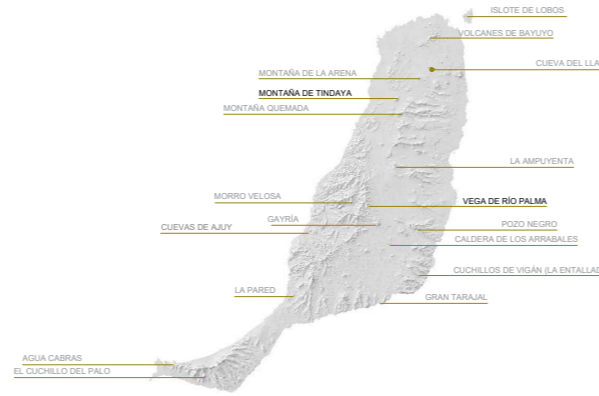 ISLOTE DE LOBOS
VOLCANES DE BAYUYO
CUEVA DEL LLA
MONTAÑA DE LA ARENA
MONTAÑA DE TINDAYA
MONTAÑA QUEMADA
LA AMPUYENTA
MORRO VELOSA
VEGA DE RÍO PALMA
GAYRÍA
POZO NEGRO
CUEVAS DE AJUY
CALDERA DE LOS ARRABALES
CUCHILLOS DE VIGÁN (LA ENTALLAD
LA PARED
GRAN TARAJAL
AGUA CABRAS
EL CUCHILLO DEL PALO